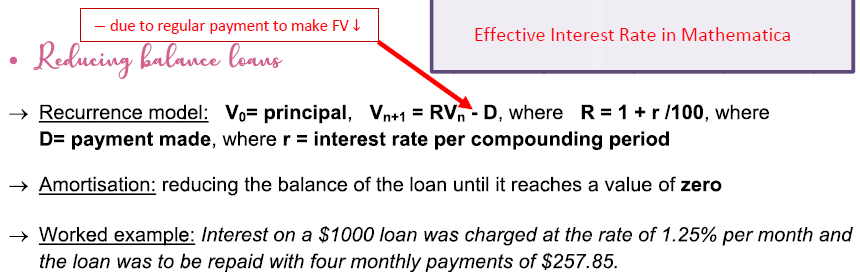 – due to regular payment to make FV↓
Effective Interest Rate in Mathematica
• Reducing balance loans
→ Recurrence model: V₀= principal, Vₙ₊₁ = RVₙ - D, where R = 1 + r /100, where
D= payment made, where r = interest rate per compounding period
→ Amortisation: reducing the balance of the loan until it reaches a value of zero
→ Worked example: Interest on a $1000 loan was charged at the rate of 1.25% per month and
the loan was to be repaid with four monthly payments of $257.85.